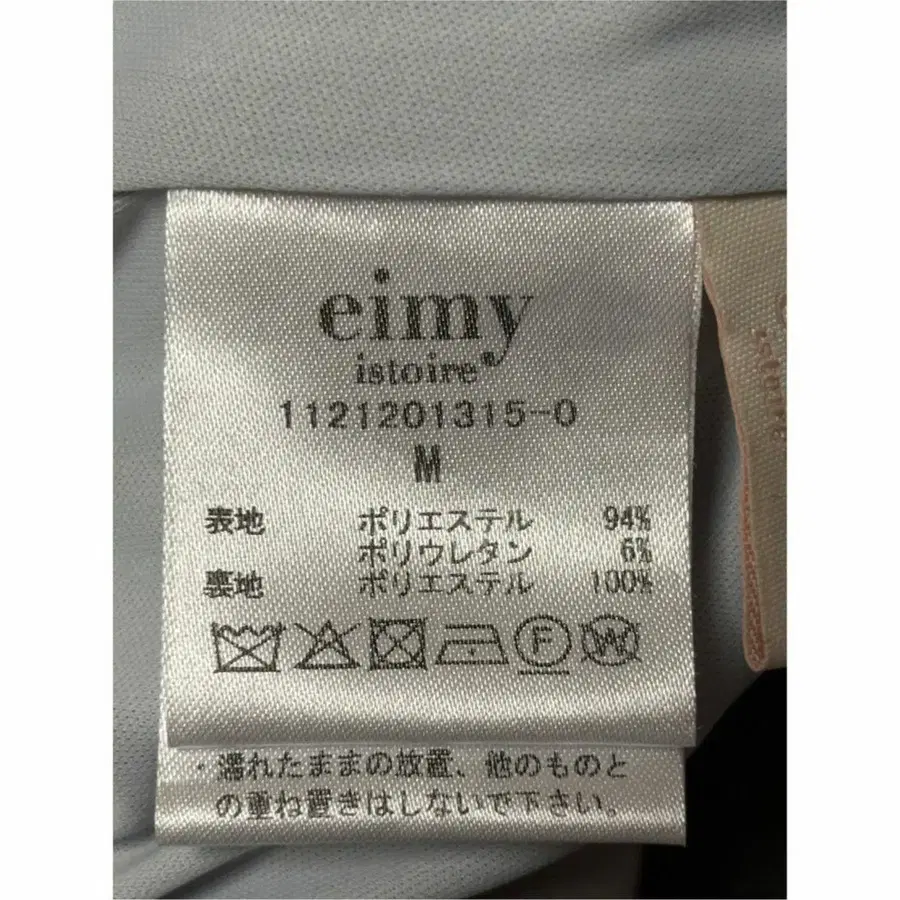 eimy
istoire
1121201315-0
M
表地 ポリエステル 94%
ポリウレタン 6%
裏地 ポリエステル 100%
F W
・濡れたままの放置、他のものと
の重ね置きはしないで下さい。